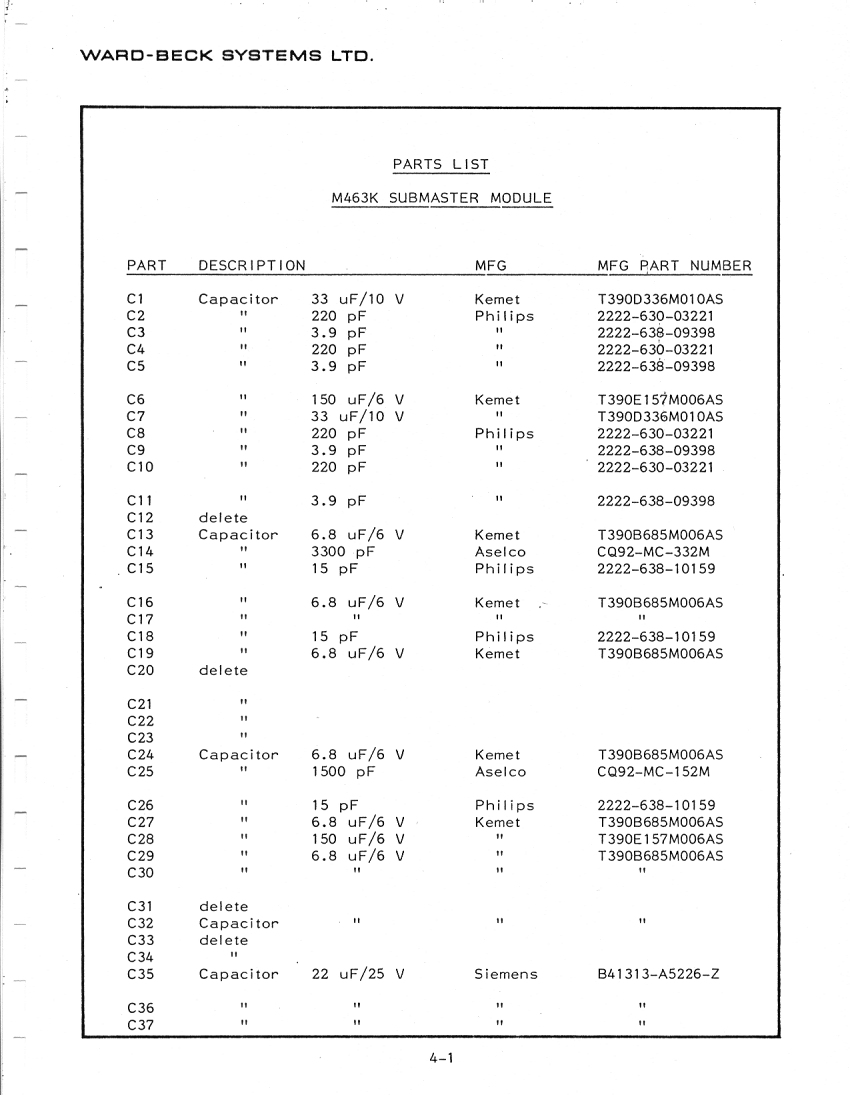 WARD-BECK SYSTEMS LTD.
PARTS LIST
M463K SUBMASTER MODULE
PART DESCRIPTION MFG MFG PART NUMBER
C1 Capacitor 33 uF/10 V Kemet T390D336M010AS
C2 " 220 pF Philips 2222-630-03221
C3 " 3.9 pF " 2222-638-09398
C4 " 220 pF " 2222-630-03221
C5 " 3.9 pF " 2222-638-09398
C6 " 150 uF/6 V Kemet T390E157M006AS
C7 " 33 uF/10 V " T390D336M010AS
C8 " 220 pF Philips 2222-630-03221
C9 " 3.9 pF " 2222-638-09398
C10 " 220 pF " 2222-630-03221
C11 " 3.9 pF " 2222-638-09398
C12 delete
C13 Capacitor 6.8 uF/6 V Kemet T390B685M006AS
C14 " 3300 pF Aselco CQ92-MC-332M
C15 " 15 pF Philips 2222-638-10159
C16 " 6.8 uF/6 V Kemet T390B685M006AS
C17 " " " "
C18 " 15 pF Philips 2222-638-10159
C19 " 6.8 uF/6 V Kemet T390B685M006AS
C20 delete
C21 "
C22 "
C23 "
C24 Capacitor 6.8 uF/6 V Kemet T390B685M006AS
C25 " 1500 pF Aselco CQ92-MC-152M
C26 " 15 pF Philips 2222-638-10159
C27 " 6.8 uF/6 V Kemet T390B685M006AS
C28 " 150 uF/6 V " T390E157M006AS
C29 " 6.8 uF/6 V " T390B685M006AS
C30 " " " "
C31 delete
C32 Capacitor " " "
C33 delete
C34 "
C35 Capacitor 22 uF/25 V Siemens B41313-A5226-Z
C36 " " " "
C37 " " " "
4-1